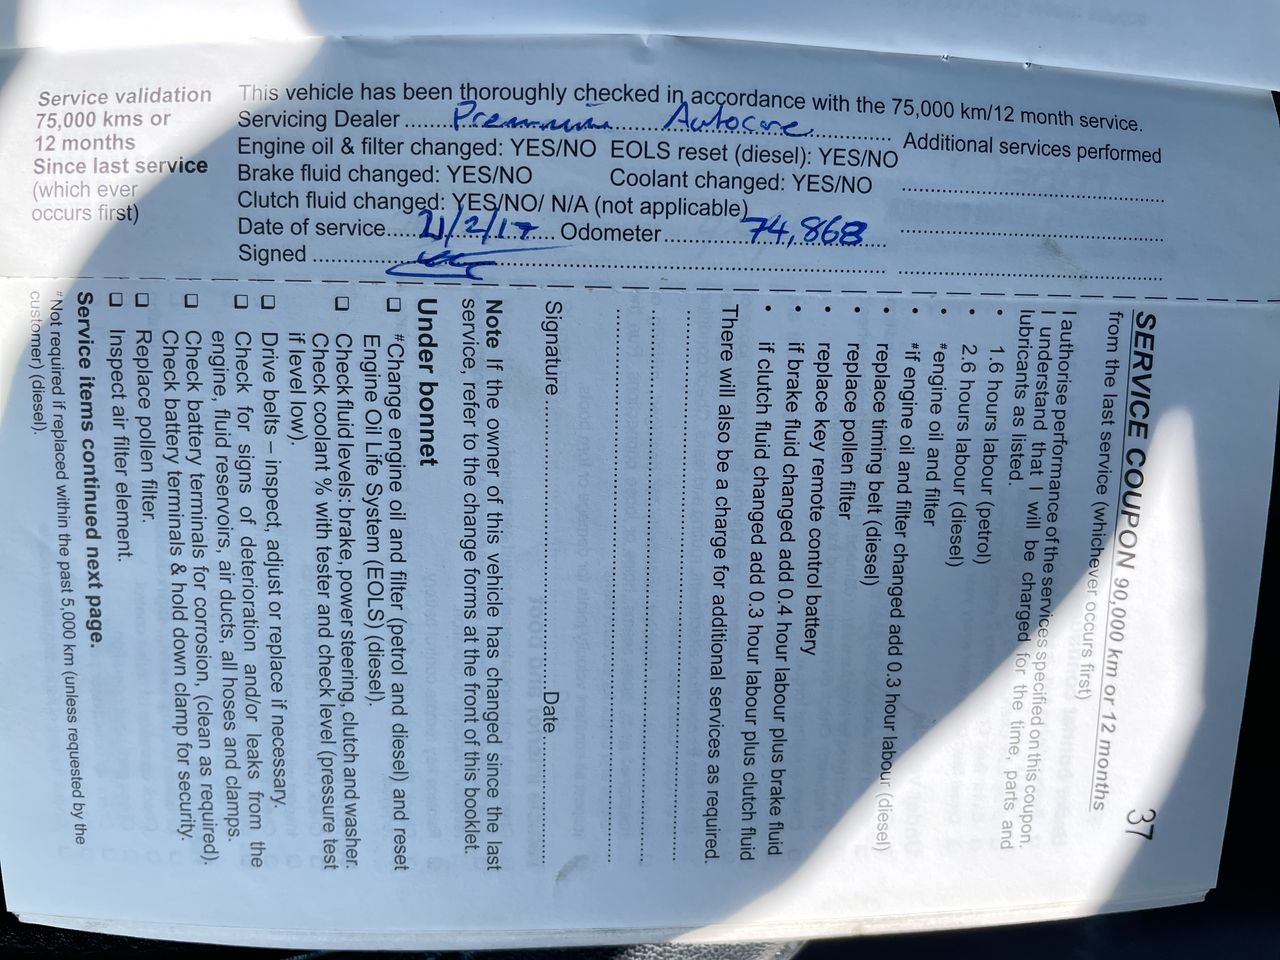 Service validation
75,000 kms or
12 months
Since last service
(which ever
occurs first)
This vehicle has been thoroughly checked in accordance with the 75,000 km/12 month service.
Servicing Dealer ..... Premium Autocare ..... Additional services performed
Engine oil & filter changed: YES/NO EOLS reset (diesel): YES/NO
Brake fluid changed: YES/NO Coolant changed: YES/NO
Clutch fluid changed: YES/NO/ N/A (not applicable)
Date of service..... 21/2/17 ..... Odometer ..... 74,868 .....
Signed .....
SERVICE COUPON 90,000 km or 12 months 37
from the last service (whichever occurs first)
I authorise performance of the services specified on this coupon.
I understand that I will be charged for the time, parts and
lubricants as listed.
• 1.6 hours labour (petrol)
• 2.6 hours labour (diesel)
• #engine oil and filter
• #if engine oil and filter changed add 0.3 hour labour (diesel)
• replace timing belt (diesel)
• replace pollen filter
• replace key remote control battery
• if brake fluid changed add 0.4 hour labour plus brake fluid
• if clutch fluid changed add 0.3 hour labour plus clutch fluid
There will also be a charge for additional services as required.
Signature ..... Date .....
Note If the owner of this vehicle has changed since the last
service, refer to the change forms at the front of this booklet.
Under bonnet
❏ #Change engine oil and filter (petrol and diesel) and reset
Engine Oil Life System (EOLS) (diesel).
❏ Check fluid levels: brake, power steering, clutch and washer.
Check coolant % with tester and check level (pressure test
if level low).
❏ Drive belts – inspect, adjust or replace if necessary.
❏ Check for signs of deterioration and/or leaks from the
engine, fluid reservoirs, air ducts, all hoses and clamps.
❏ Check battery terminals for corrosion, (clean as required).
Check battery terminals & hold down clamp for security.
❏ Replace pollen filter.
❏ Inspect air filter element.
Service items continued next page.
#Not required if replaced within the past 5,000 km (unless requested by the
customer) (diesel).